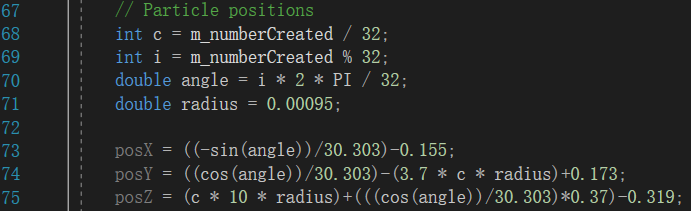 67 // Particle positions
68 int c = m_numberCreated / 32;
69 int i = m_numberCreated % 32;
70 double angle = i * 2 * PI / 32;
71 double radius = 0.00095;
72
73 posX = ((-sin(angle))/30.303)-0.155;
74 posY = ((cos(angle))/30.303)-(3.7 * c * radius)+0.173;
75 posZ = (c * 10 * radius)+(((cos(angle))/30.303)*0.37)-0.319;